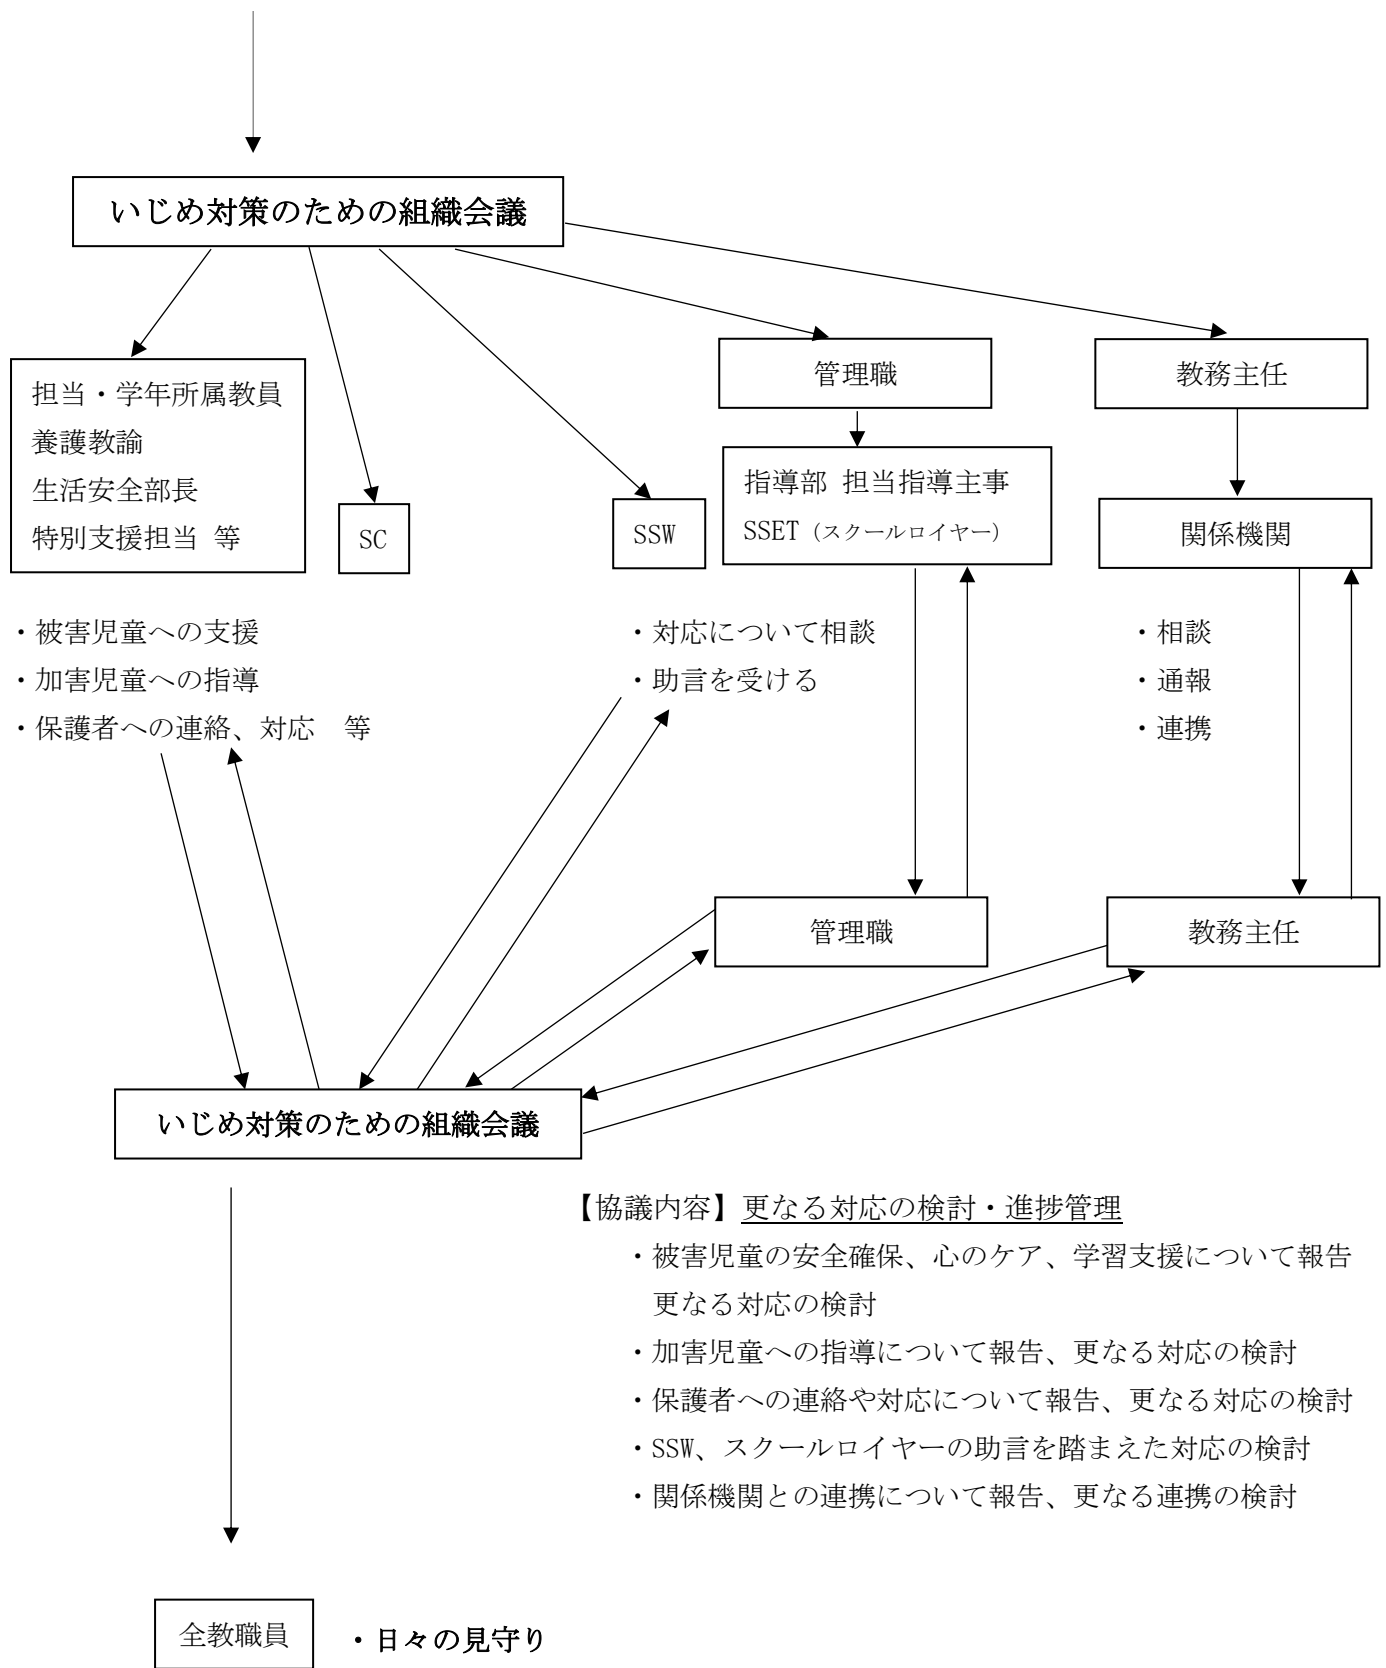 いじめ対策のための組織会議
管理職
教務主任
担当・学年所属教員
養護教諭
生活安全部長
特別支援担当 等
SC
SSW
指導部 担当指導主事
SSET（スクールロイヤー）
関係機関
・被害児童への支援
・加害児童への指導
・保護者への連絡、対応　等
・対応について相談
・助言を受ける
・相談
・通報
・連携
管理職
教務主任
いじめ対策のための組織会議
【協議内容】更なる対応の検討・進捗管理
・被害児童の安全確保、心のケア、学習支援について報告
更なる対応の検討
・加害児童への指導について報告、更なる対応の検討
・保護者への連絡や対応について報告、更なる対応の検討
・SSW、スクールロイヤーの助言を踏まえた対応の検討
・関係機関との連携について報告、更なる連携の検討
全教職員
・日々の見守り